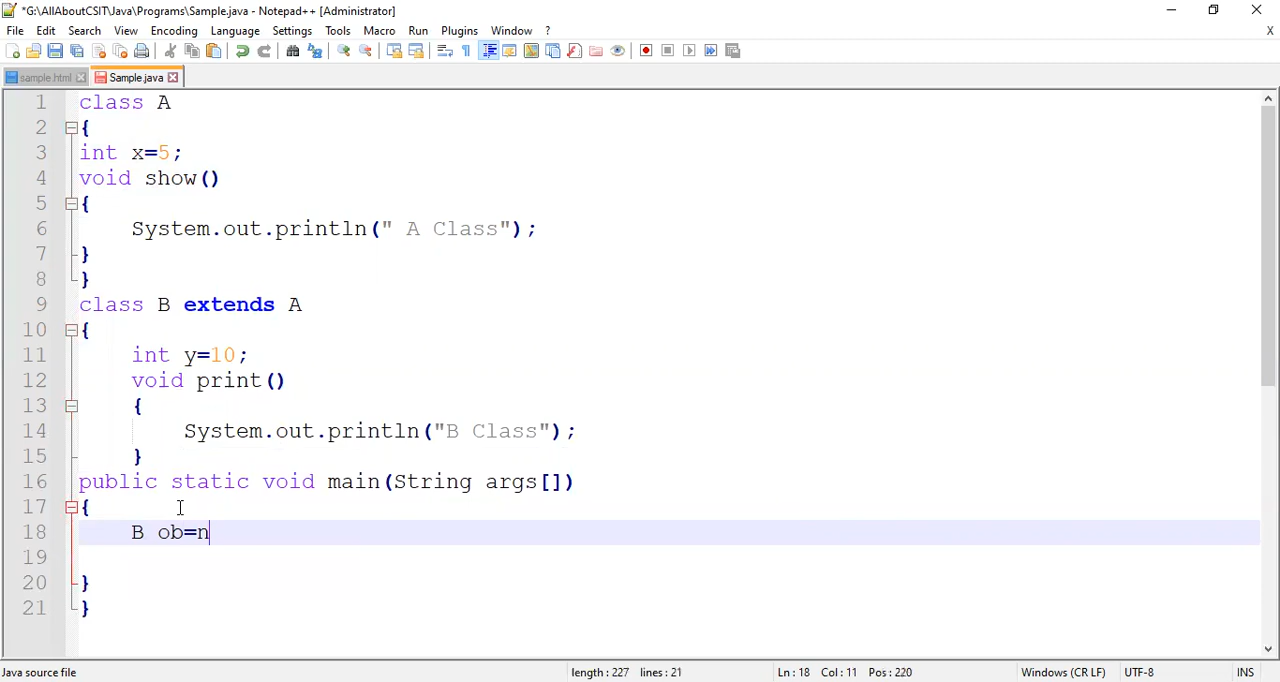 *G:\AllAboutCSIT\Java\Programs\Sample.java - Notepad++ [Administrator]
File Edit Search View Encoding Language Settings Tools Macro Run Plugins Window ? X
sample.html Sample.java
1 class A
2 {
3 int x=5;
4 void show()
5 {
6 System.out.println(" A Class");
7 }
8 }
9 class B extends A
10 {
11 int y=10;
12 void print()
13 {
14 System.out.println("B Class");
15 }
16 public static void main(String args[])
17 {
18 B ob=n
19
20 }
21 }
Java source file length : 227 lines : 21 Ln : 18 Col : 11 Pos : 220 Windows (CR LF) UTF-8 INS